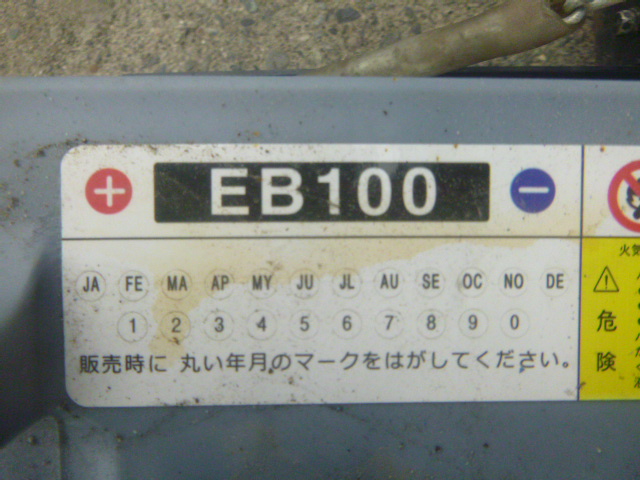 + EB100 -
JA FE MA AP MY JU JL AU SE OC NO DE
1 2 3 4 5 6 7 8 9 0
販売時に 丸い年月のマークをはがしてください。
火気
危
険